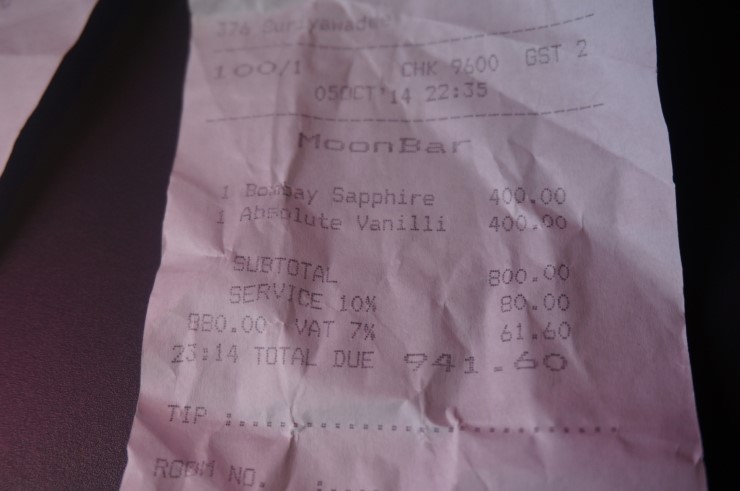 376 Suriyawadee
100/1 CHK 9600 GST 2
05OCT'14 22:35
MoonBar
1 Bombay Sapphire 400.00
1 Absolute Vanilli 400.00
SUBTOTAL 800.00
SERVICE 10% 80.00
880.00 VAT 7% 61.60
23:14 TOTAL DUE 941.60
TIP :
ROOM NO. :